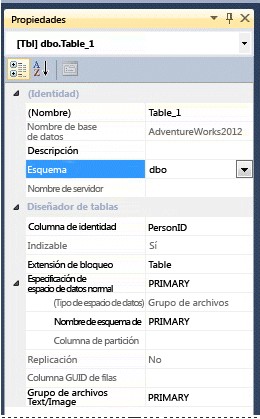 Propiedades
[Tbl] dbo.Table_1
(Identidad)
(Nombre) Table_1
Nombre de base
de datos AdventureWorks2012
Descripción
Esquema dbo
Nombre de servidor
Diseñador de tablas
Columna de identidad PersonID
Indizable Sí
Extensión de bloqueo Table
Especificación de
espacio de datos normal PRIMARY
(Tipo de espacio de datos) Grupo de archivos
Nombre de esquema de PRIMARY
Columna de partición
Replicación No
Columna GUID de filas
Grupo de archivos
Text/Image PRIMARY